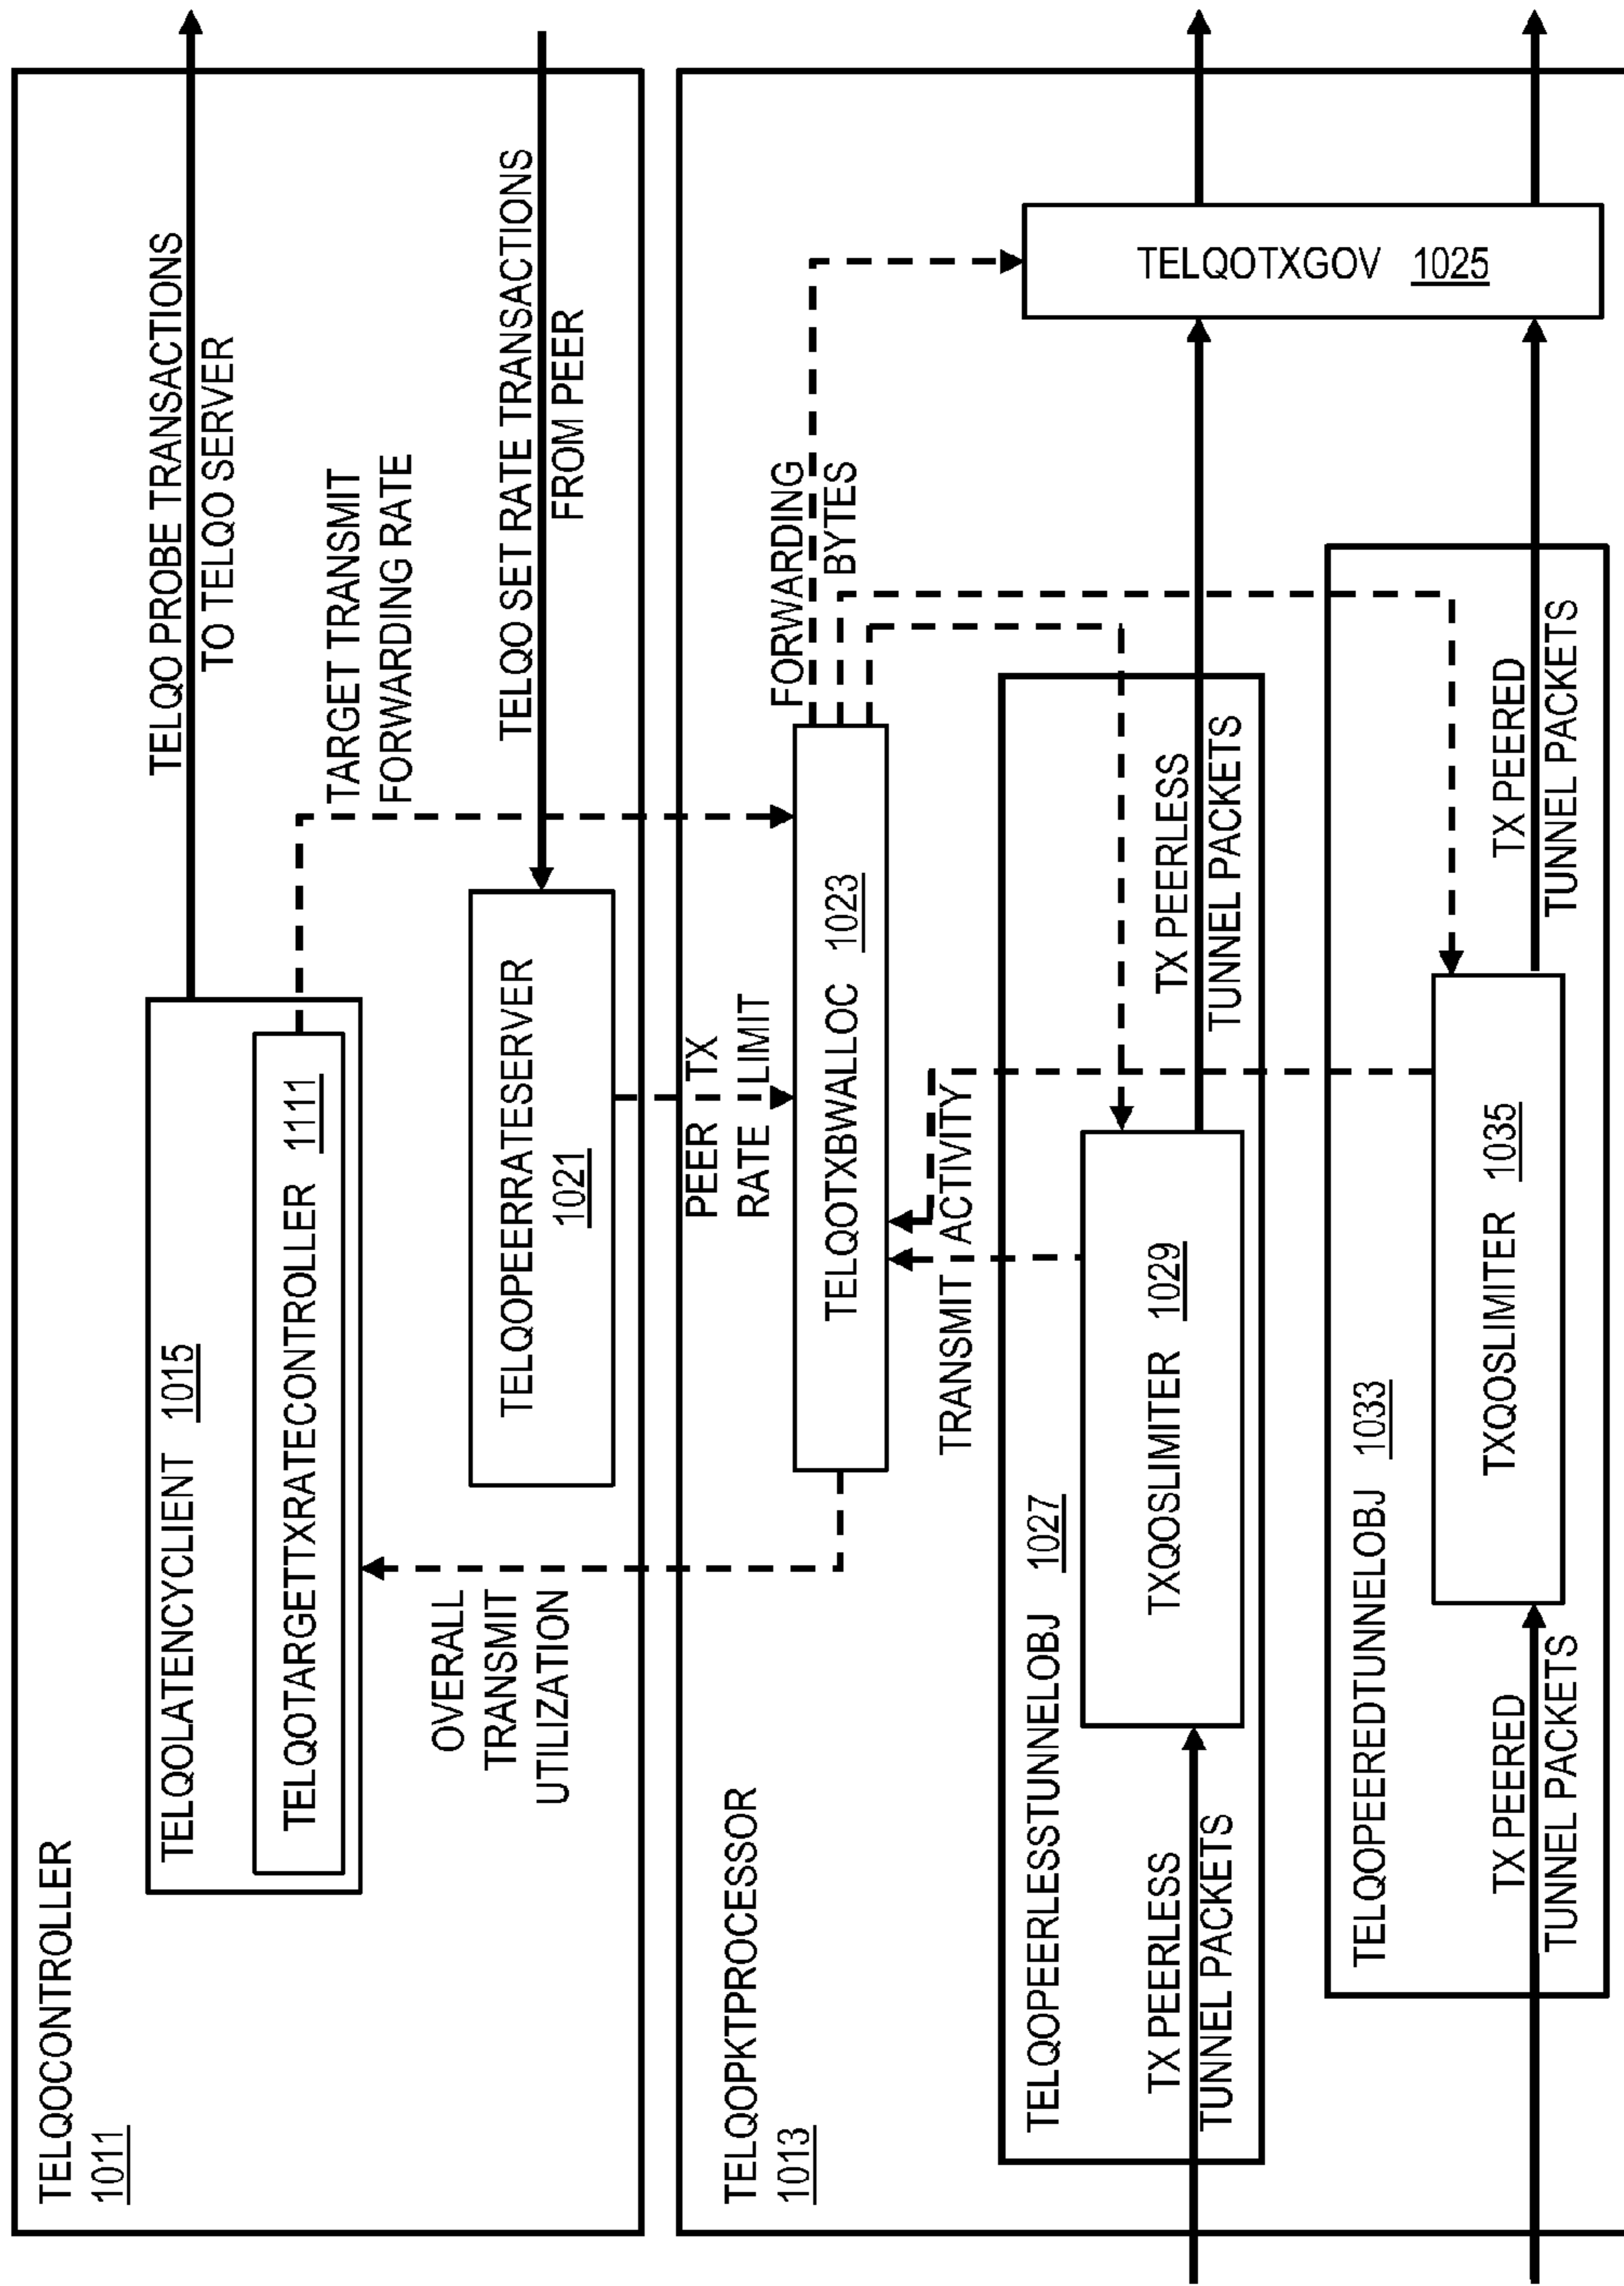 TELQOCONTROLLER
1011
TELQOLATENCYCLIENT 1015
TELQOTARGETTXRATECONTROLLER 1111
TELQO PROBE TRANSACTIONS
TO TELQO SERVER
TARGET TRANSMIT
FORWARDING RATE
TELQOPEERRATESERVER
1021
TELQO SET RATE TRANSACTIONS
FROM PEER
OVERALL
TRANSMIT
UTILIZATION
PEER TX
RATE LIMIT
TELQOPKTPROCESSOR
1013
TELQOTXBWALLOC 1023
FORWARDING
BYTES
TRANSMIT ACTIVITY
TELQOTXGOV 1025
TELQOPEERLESSTUNNELOBJ 1027
TX PEERLESS
TUNNEL PACKETS
TXQOSLIMITER 1029
TX PEERLESS
TUNNEL PACKETS
TELQOPEEREDTUNNELOBJ 1033
TX PEERED
TUNNEL PACKETS
TXQOSLIMITER 1035
TX PEERED
TUNNEL PACKETS